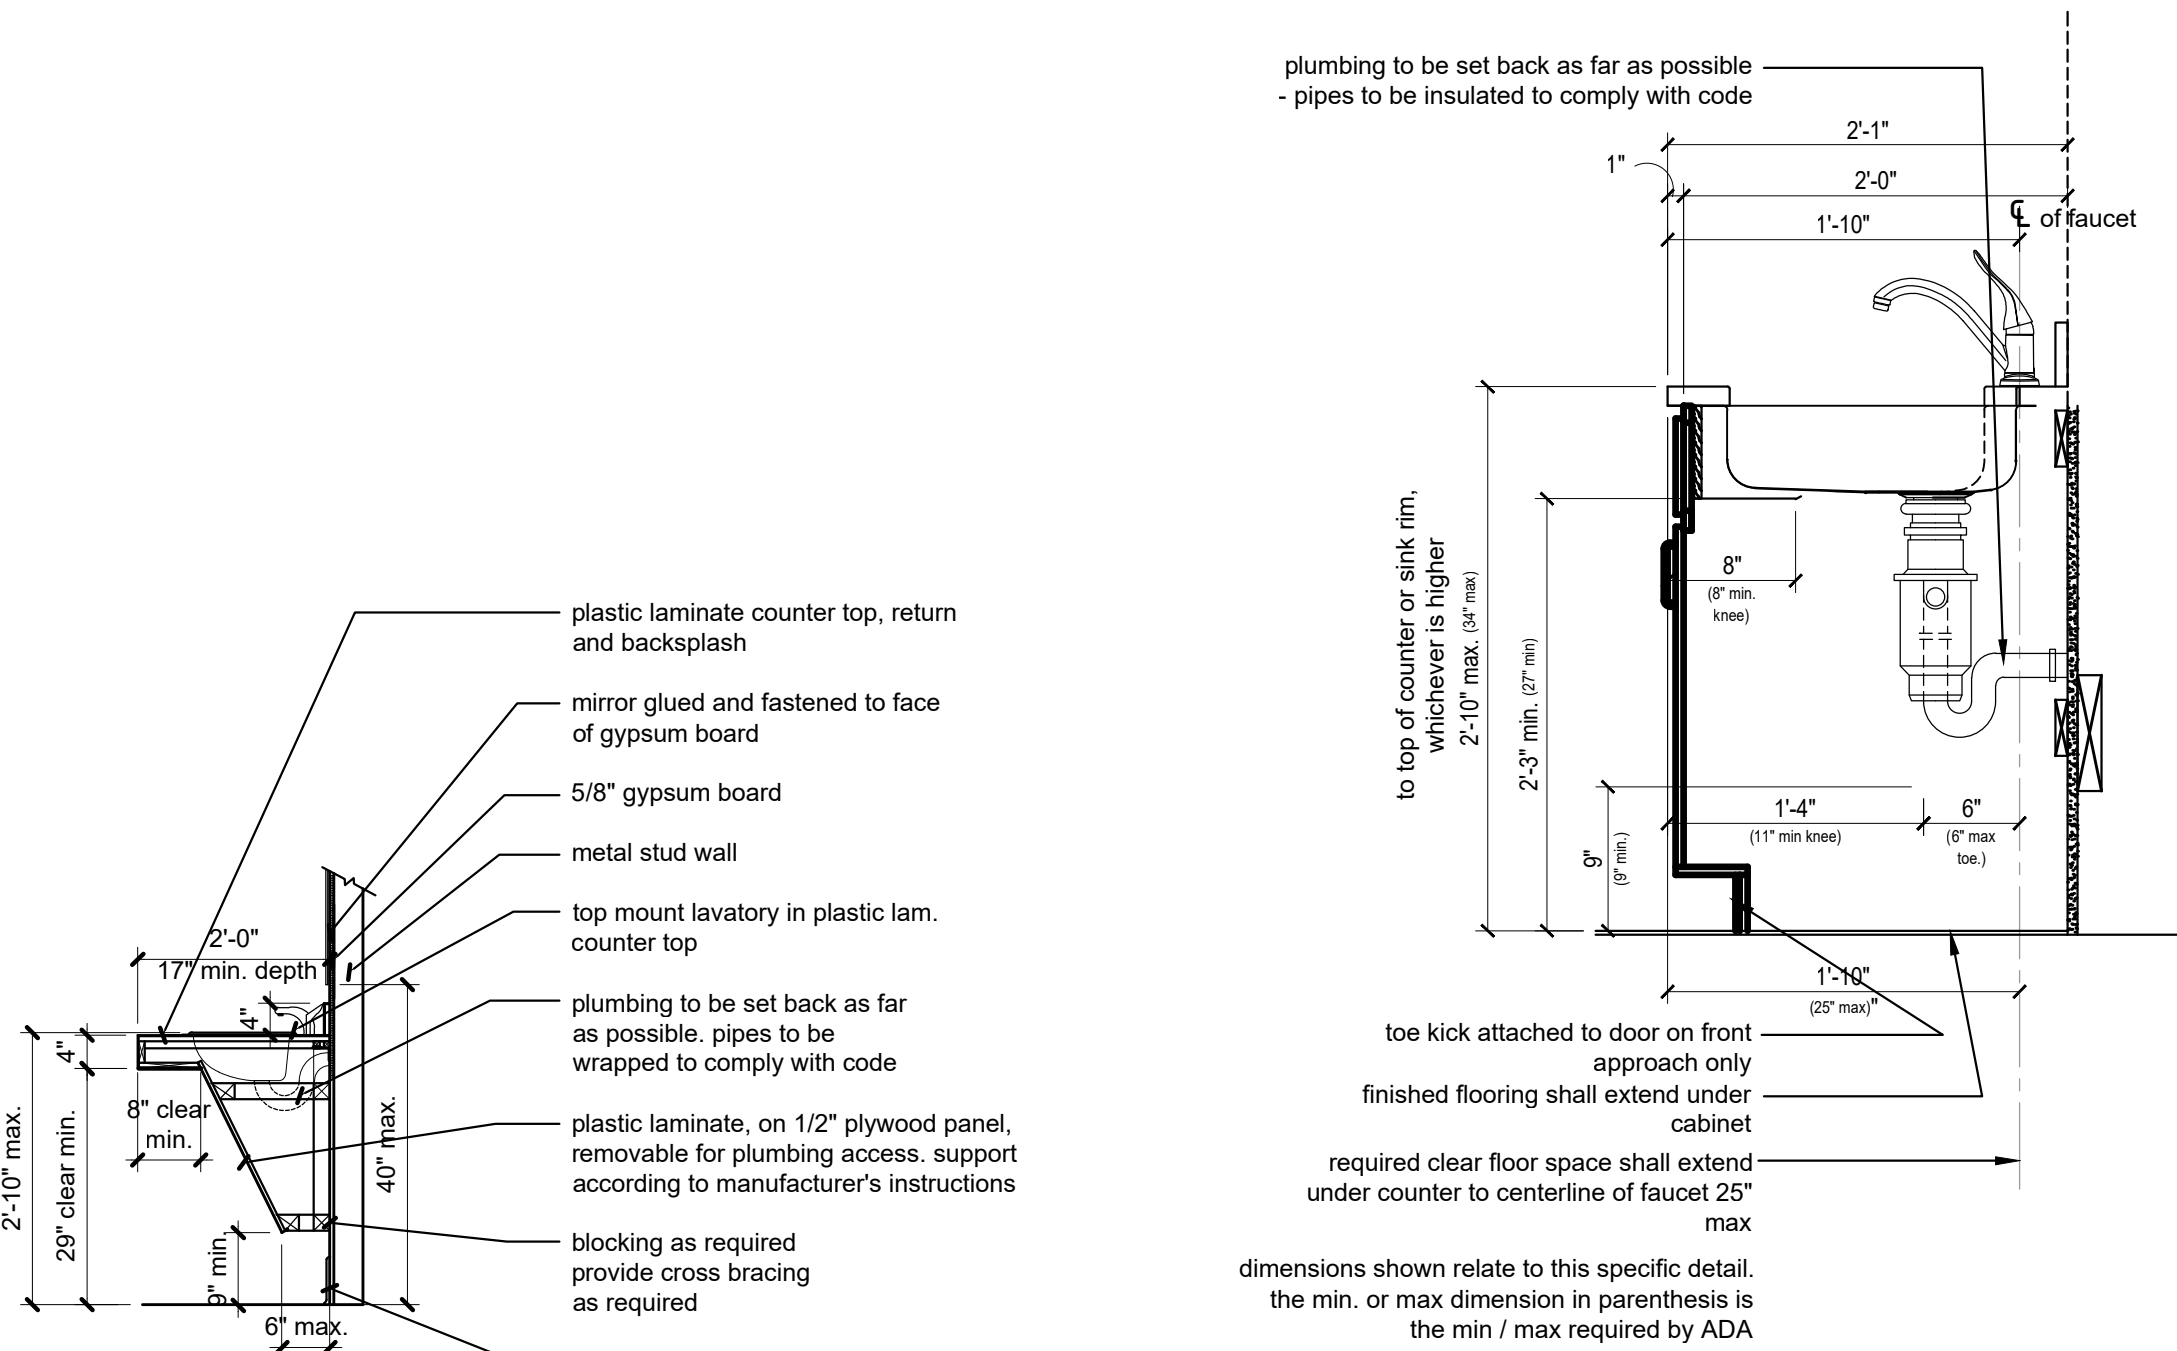 plumbing to be set back as far as possible
- pipes to be insulated to comply with code
2'-1"
1"
2'-0"
1'-10"
℄ of faucet
to top of counter or sink rim,
whichever is higher
2'-10" max. (34" max)
2'-3" min. (27" min)
8"
(8" min.
knee)
1'-4"
(11" min knee)
6"
(6" max
toe.)
9"
(9" min.)
1'-10"
(25" max)"
toe kick attached to door on front
approach only
finished flooring shall extend under
cabinet
required clear floor space shall extend
under counter to centerline of faucet 25"
max
dimensions shown relate to this specific detail.
the min. or max dimension in parenthesis is
the min / max required by ADA
plastic laminate counter top, return
and backsplash
mirror glued and fastened to face
of gypsum board
5/8" gypsum board
metal stud wall
top mount lavatory in plastic lam.
counter top
plumbing to be set back as far
as possible. pipes to be
wrapped to comply with code
plastic laminate, on 1/2" plywood panel,
removable for plumbing access. support
according to manufacturer's instructions
blocking as required
provide cross bracing
as required
2'-0"
17" min. depth
4"
4"
8" clear
min.
2'-10" max.
29" clear min.
40" max.
9" min.
6" max.